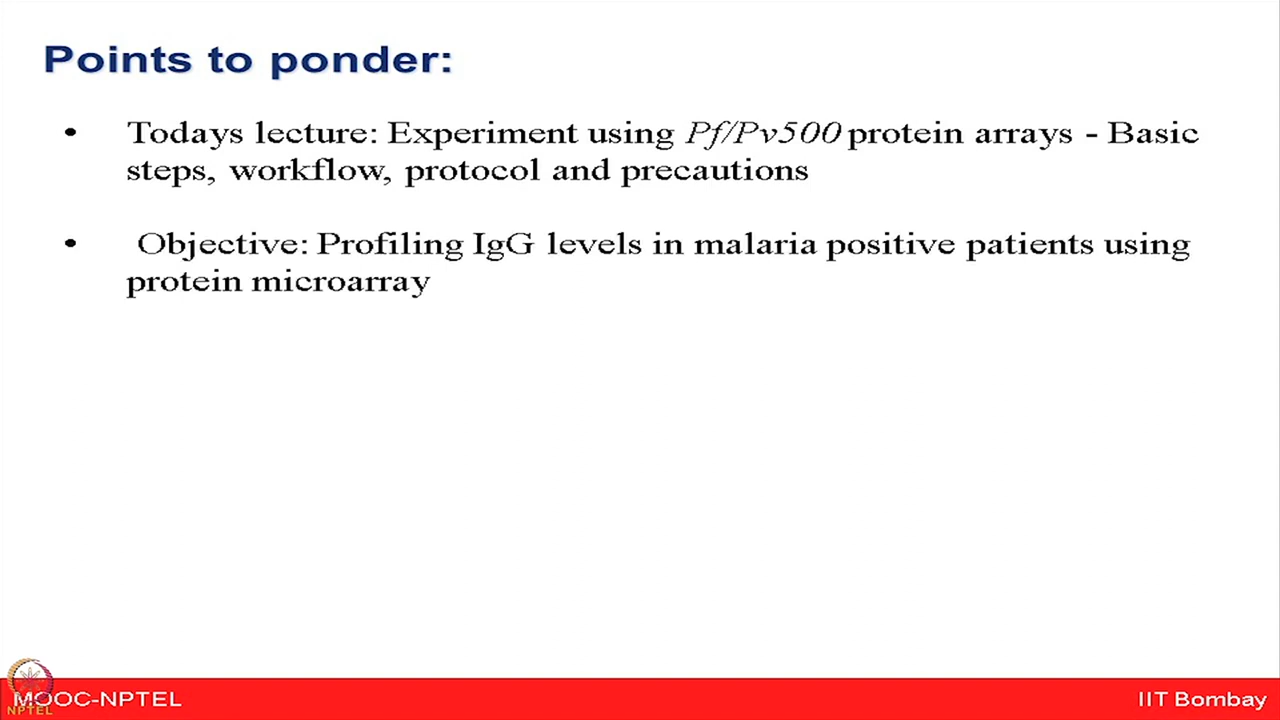 Points to ponder:
• Todays lecture: Experiment using Pf/Pv500 protein arrays - Basic
steps, workflow, protocol and precautions
• Objective: Profiling IgG levels in malaria positive patients using
protein microarray
MOOC-NPTEL
NPTEL
IIT Bombay